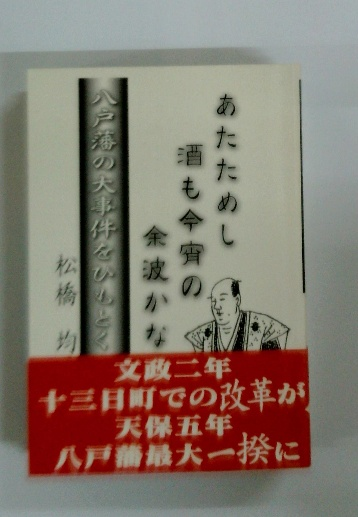 あたためし
酒も今宵の
余波かな
八戸藩の大事件をひもとく
松橋 均
文政二年
十三日町での改革が
天保五年
八戸藩最大一揆に